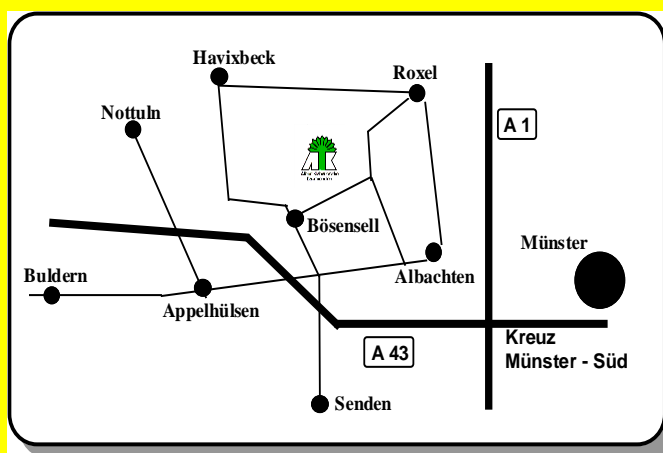 Havixbeck
Roxel
Nottuln
A 1
Bösensell
Münster
Buldern
Albachten
Appelhülsen
Kreuz
Münster - Süd
A 43
Senden